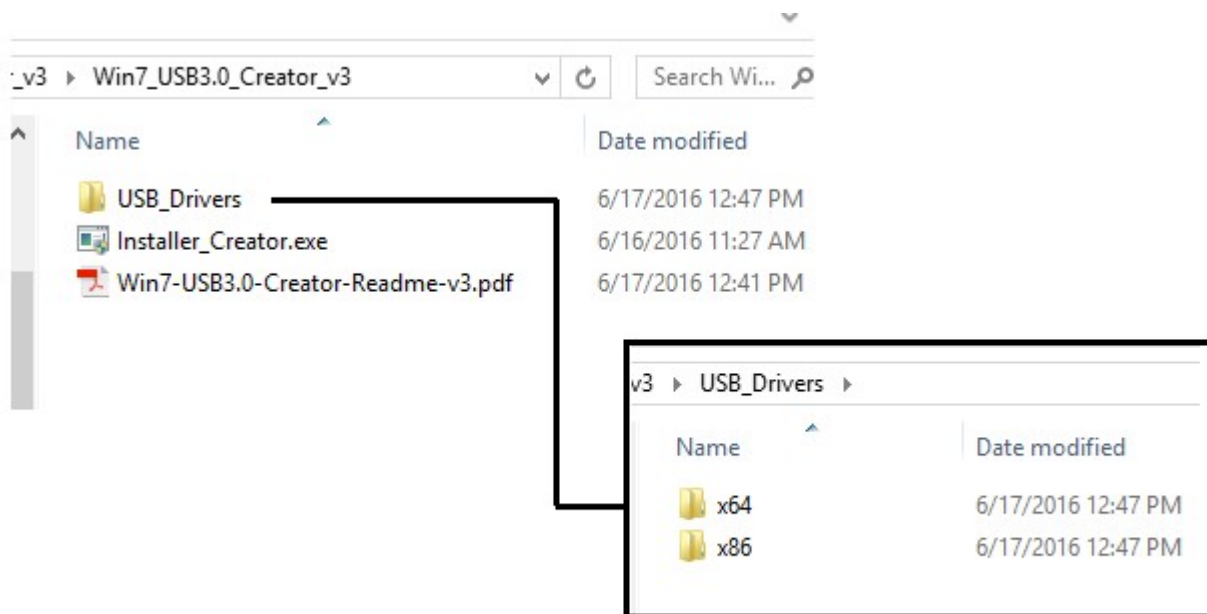 _v3 ▸ Win7_USB3.0_Creator_v3 Search Wi...
Name Date modified
USB_Drivers 6/17/2016 12:47 PM
Installer_Creator.exe 6/16/2016 11:27 AM
Win7-USB3.0-Creator-Readme-v3.pdf 6/17/2016 12:41 PM
v3 ▸ USB_Drivers ▸
Name Date modified
x64 6/17/2016 12:47 PM
x86 6/17/2016 12:47 PM